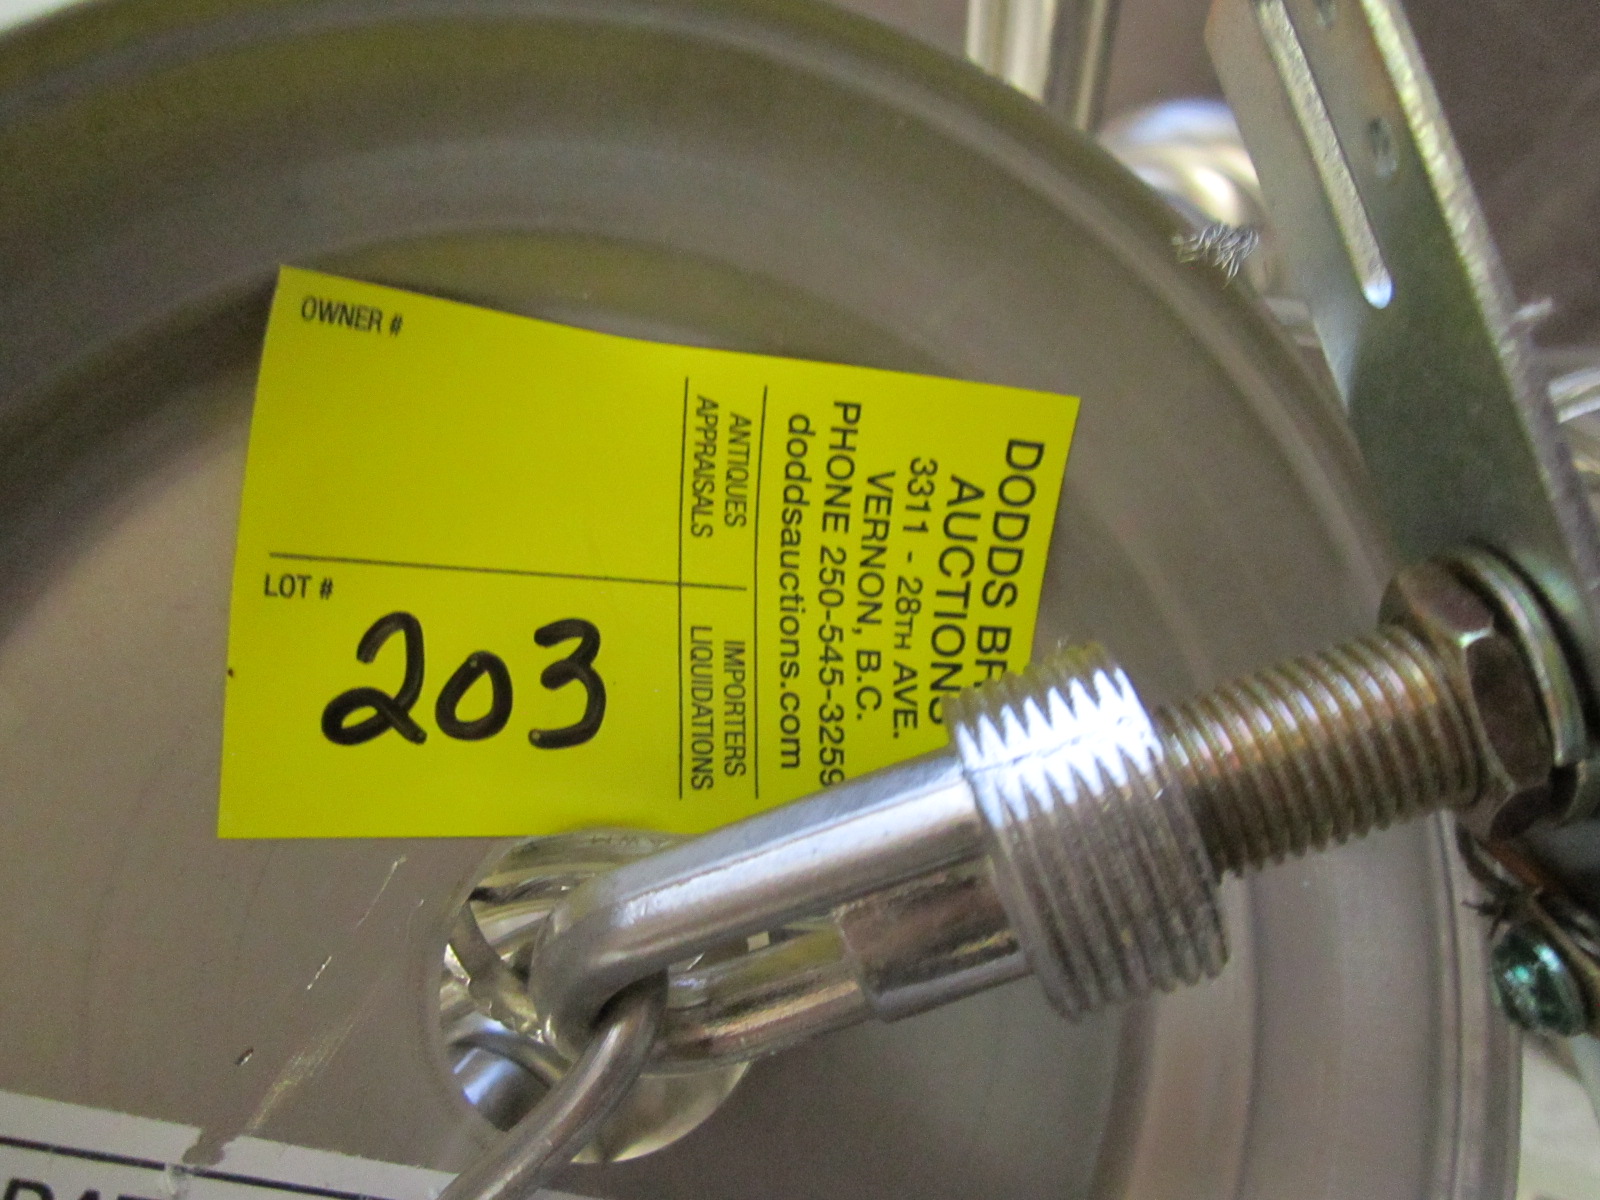 DODDS
AUCTION
3311 - 28TH AVE.
VERNON, B.C.
PHONE 250-545-3259
doddsauctions.com
ANTIQUES IMPORTERS
APPRAISALS LIQUIDATIONS
OWNER #
LOT # 203